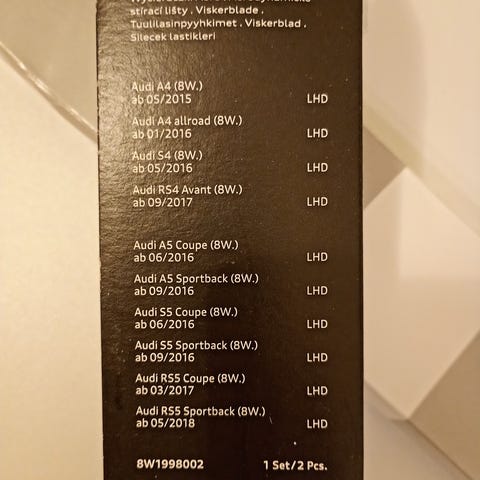 stírací lišty . Viskerblade .
Tuulilasinpyyhkimet . Viskerblad .
Silecek lastikleri
Audi A4 (8W.)
ab 05/2015 LHD
Audi A4 allroad (8W.)
ab 01/2016 LHD
Audi S4 (8W.)
ab 05/2016 LHD
Audi RS4 Avant (8W.)
ab 09/2017 LHD
Audi A5 Coupe (8W.)
ab 06/2016 LHD
Audi A5 Sportback (8W.)
ab 09/2016 LHD
Audi S5 Coupe (8W.)
ab 06/2016 LHD
Audi S5 Sportback (8W.)
ab 09/2016 LHD
Audi RS5 Coupe (8W.)
ab 03/2017 LHD
Audi RS5 Sportback (8W.)
ab 05/2018 LHD
8W1998002 1 Set/2 Pcs.